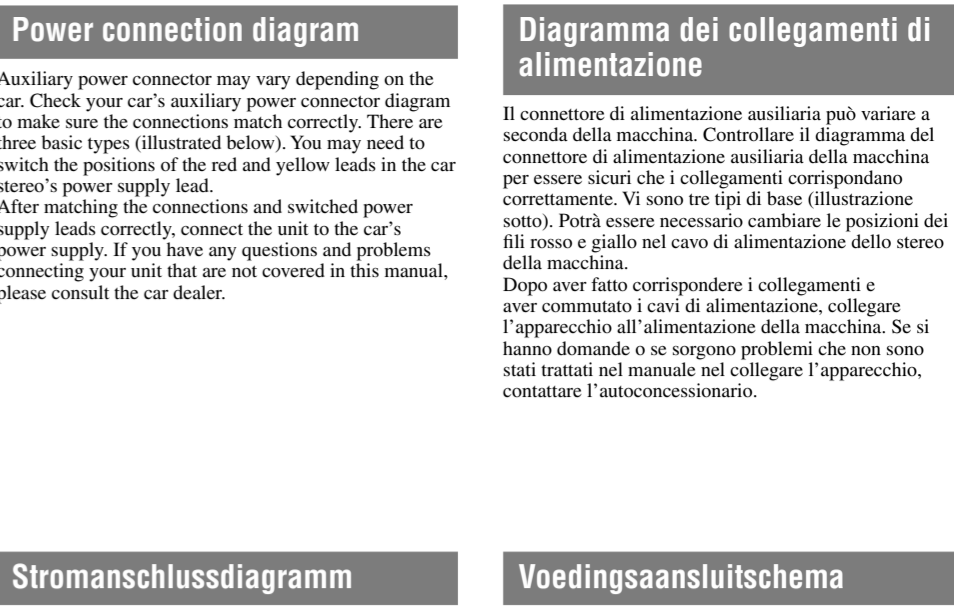 Power connection diagram
Auxiliary power connector may vary depending on the
car. Check your car's auxiliary power connector diagram
to make sure the connections match correctly. There are
three basic types (illustrated below). You may need to
switch the positions of the red and yellow leads in the car
stereo's power supply lead.
After matching the connections and switched power
supply leads correctly, connect the unit to the car's
power supply. If you have any questions and problems
connecting your unit that are not covered in this manual,
please consult the car dealer.
Diagramma dei collegamenti di
alimentazione
Il connettore di alimentazione ausiliaria può variare a
seconda della macchina. Controllare il diagramma del
connettore di alimentazione ausiliaria della macchina
per essere sicuri che i collegamenti corrispondano
correttamente. Vi sono tre tipi di base (illustrazione
sotto). Potrà essere necessario cambiare le posizioni dei
fili rosso e giallo nel cavo di alimentazione dello stereo
della macchina.
Dopo aver fatto corrispondere i collegamenti e
aver commutato i cavi di alimentazione, collegare
l'apparecchio all'alimentazione della macchina. Se si
hanno domande o se sorgono problemi che non sono
stati trattati nel manuale nel collegare l'apparecchio,
contattare l'autoconcessionario.
Stromanschlussdiagramm
Voedingsaansluitschema